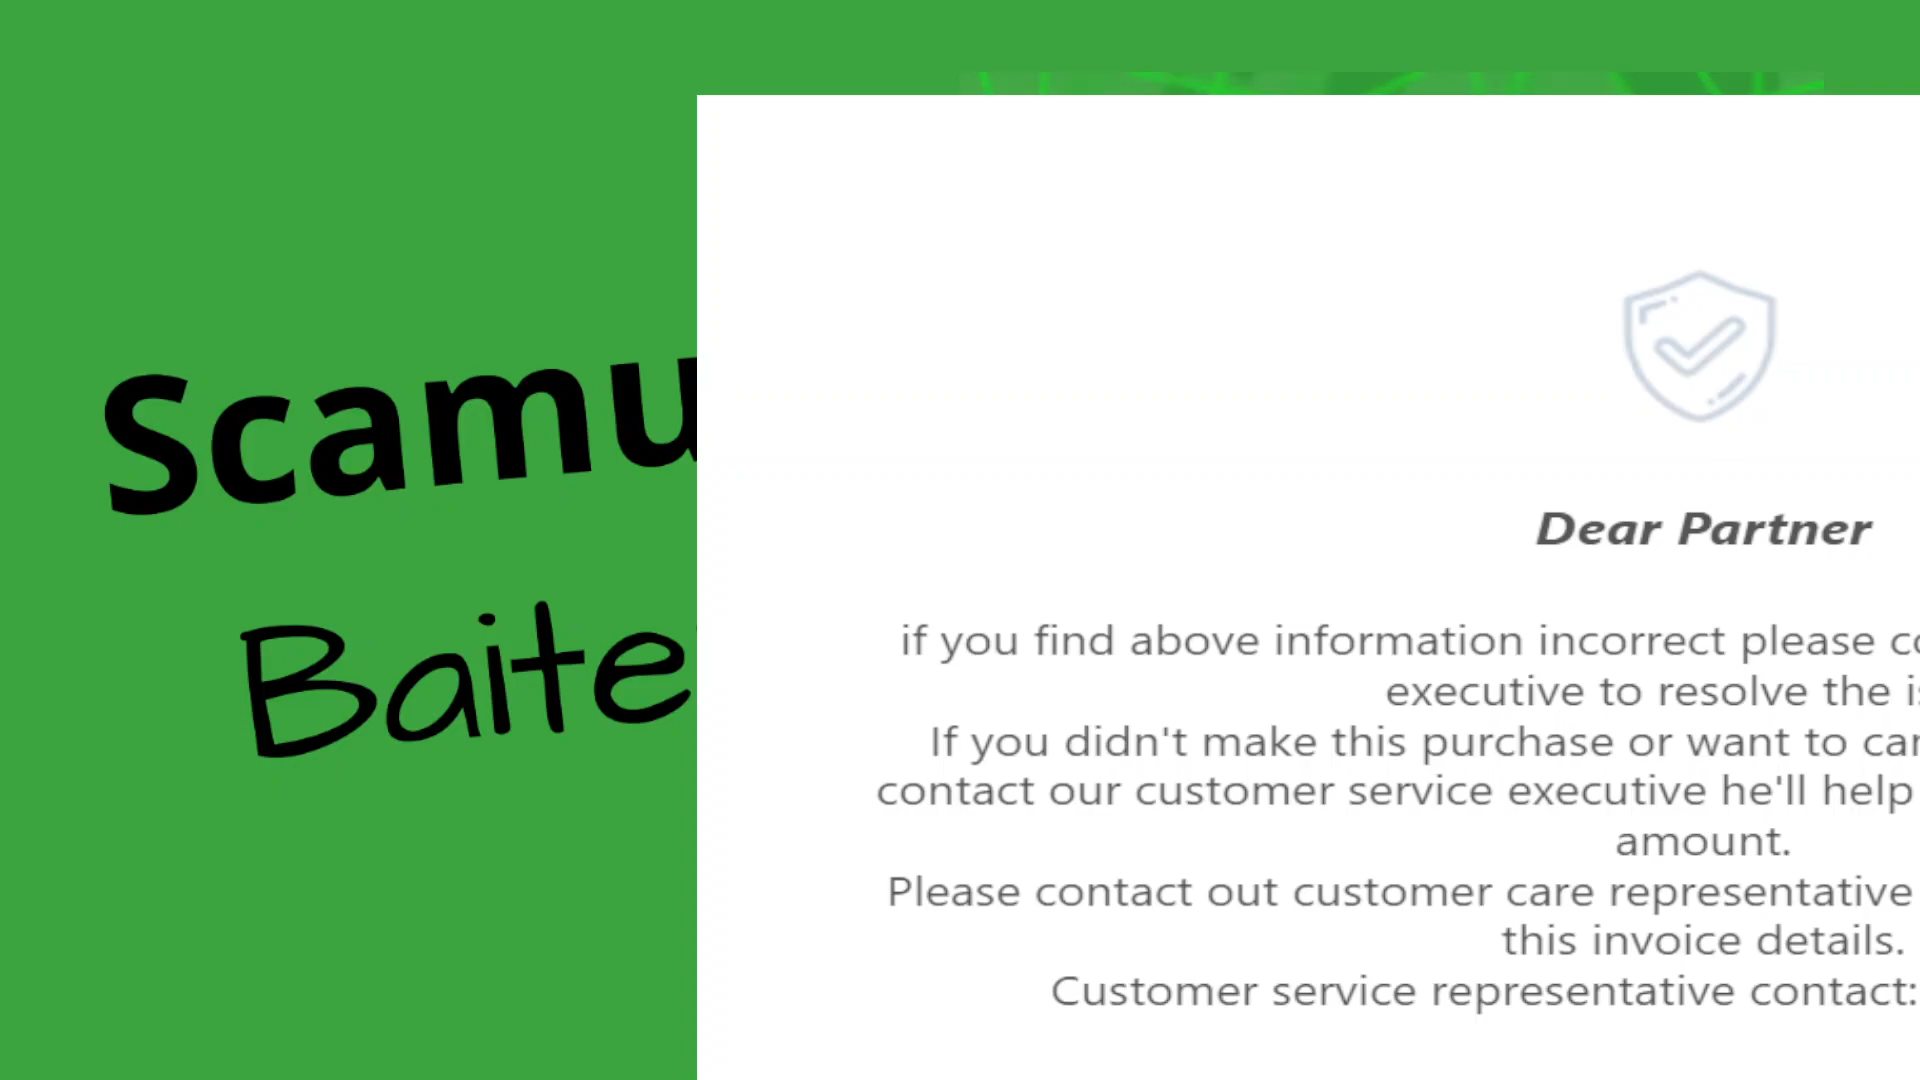 Scamu
Baite
Dear Partner
if you find above information incorrect please
executive to resolve the
If you didn't make this purchase or want to
contact our customer service executive he'll help
amount.
Please contact out customer care representative
this invoice details.
Customer service representative contact: